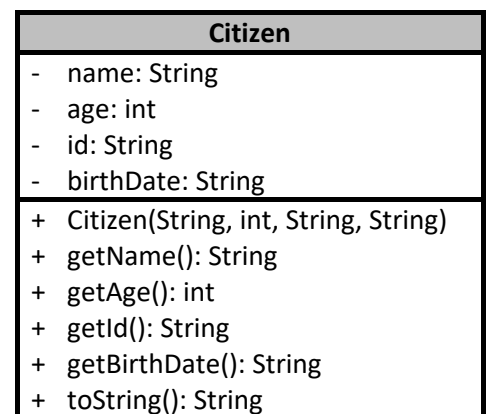 Citizen
- name: String
- age: int
- id: String
- birthDate: String
+ Citizen(String, int, String, String)
+ getName(): String
+ getAge(): int
+ getId(): String
+ getBirthDate(): String
+ toString(): String